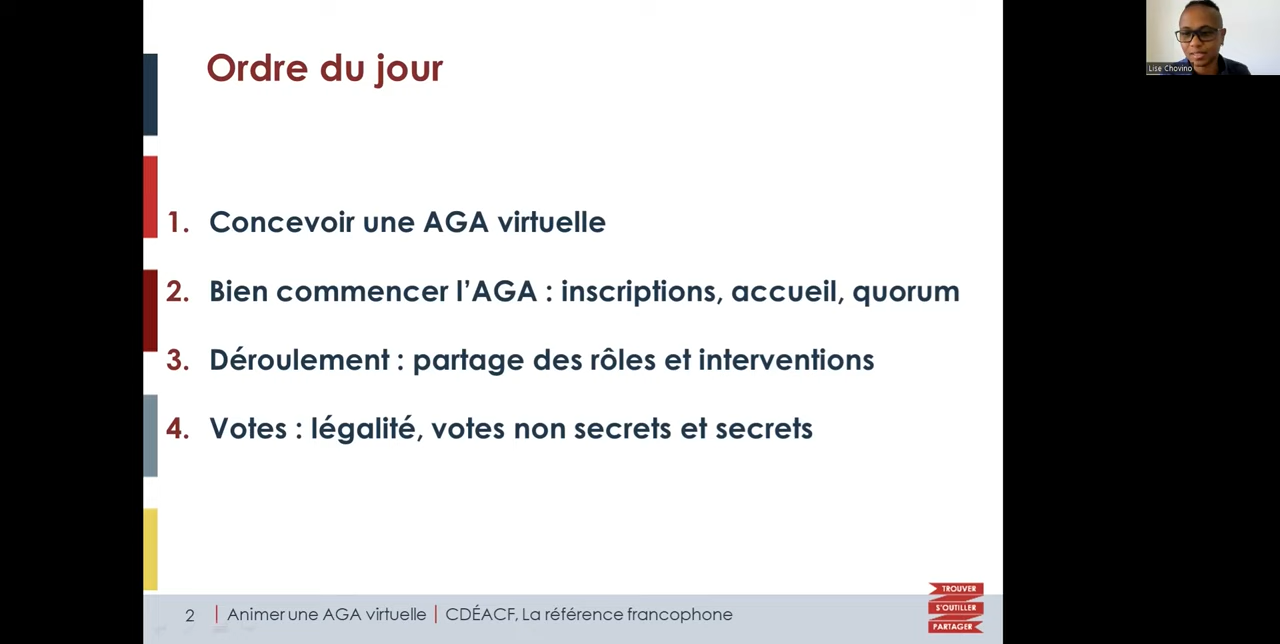 Ordre du jour
Lise Chovino
1. Concevoir une AGA virtuelle
2. Bien commencer l’AGA : inscriptions, accueil, quorum
3. Déroulement : partage des rôles et interventions
4. Votes : légalité, votes non secrets et secrets
2 | Animer une AGA virtuelle | CDÉACF, La référence francophone
TROUVER
S'OUTILLER
PARTAGER